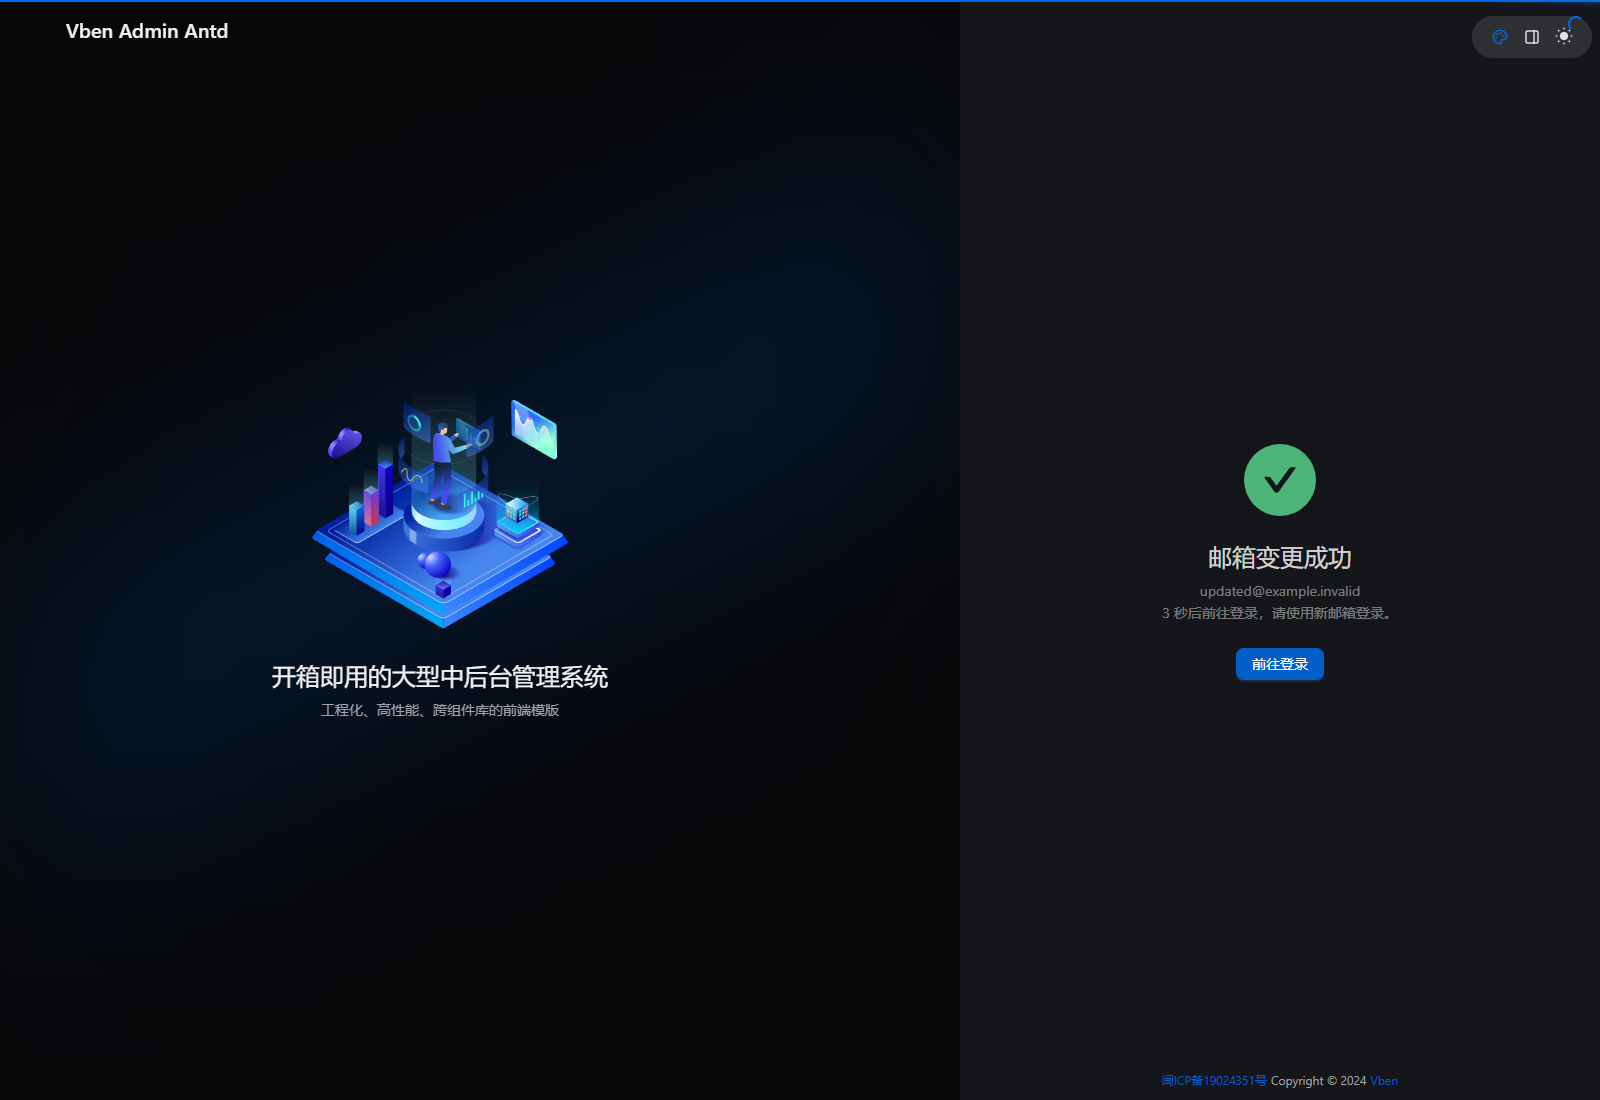 Vben Admin Antd
开箱即用的大型中后台管理系统
工程化、高性能、跨组件库的前端模版
邮箱变更成功
updated@example.invalid
3 秒后前往登录，请使用新邮箱登录。
前往登录
闽ICP备19024351号 Copyright © 2024 Vben